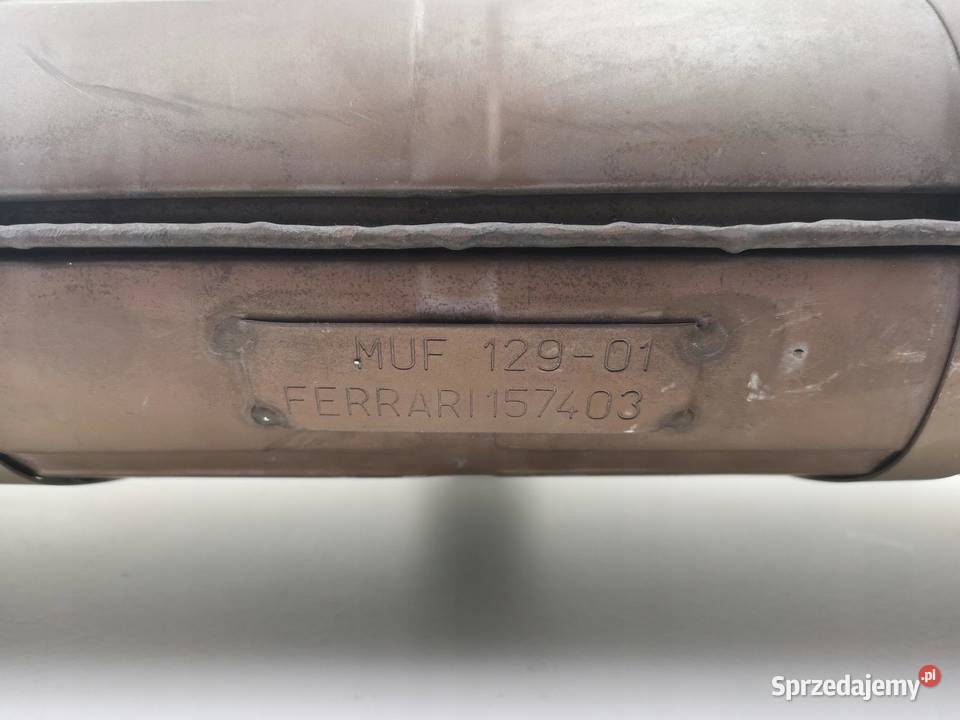 MUF 129-01
FERRARI 157403
Sprzedajemy.pl